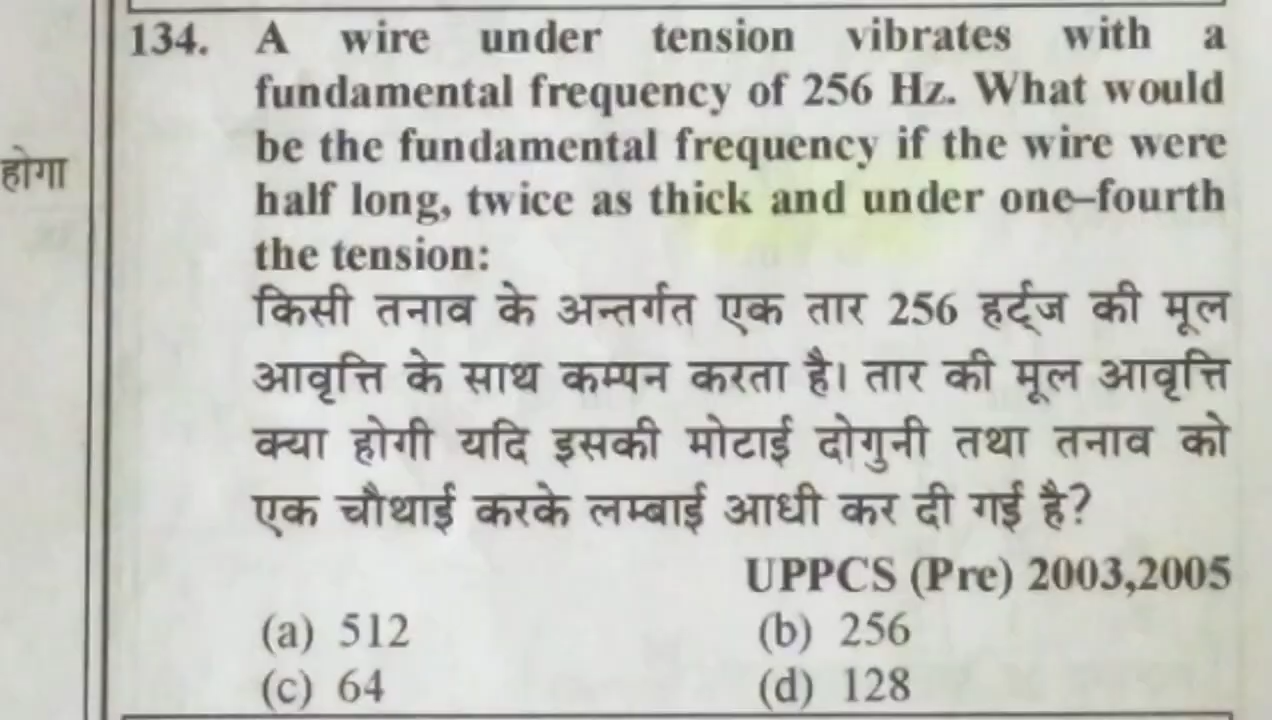 134. A wire under tension vibrates with a
fundamental frequency of 256 Hz. What would
be the fundamental frequency if the wire were
होगा
half long, twice as thick and under one–fourth
the tension:
किसी तनाव के अन्तर्गत एक तार 256 हर्ट्ज की मूल
आवृत्ति के साथ कम्पन करता है। तार की मूल आवृत्ति
क्या होगी यदि इसकी मोटाई दोगुनी तथा तनाव को
एक चौथाई करके लम्बाई आधी कर दी गई है?
UPPCS (Pre) 2003,2005
(a) 512 (b) 256
(c) 64 (d) 128